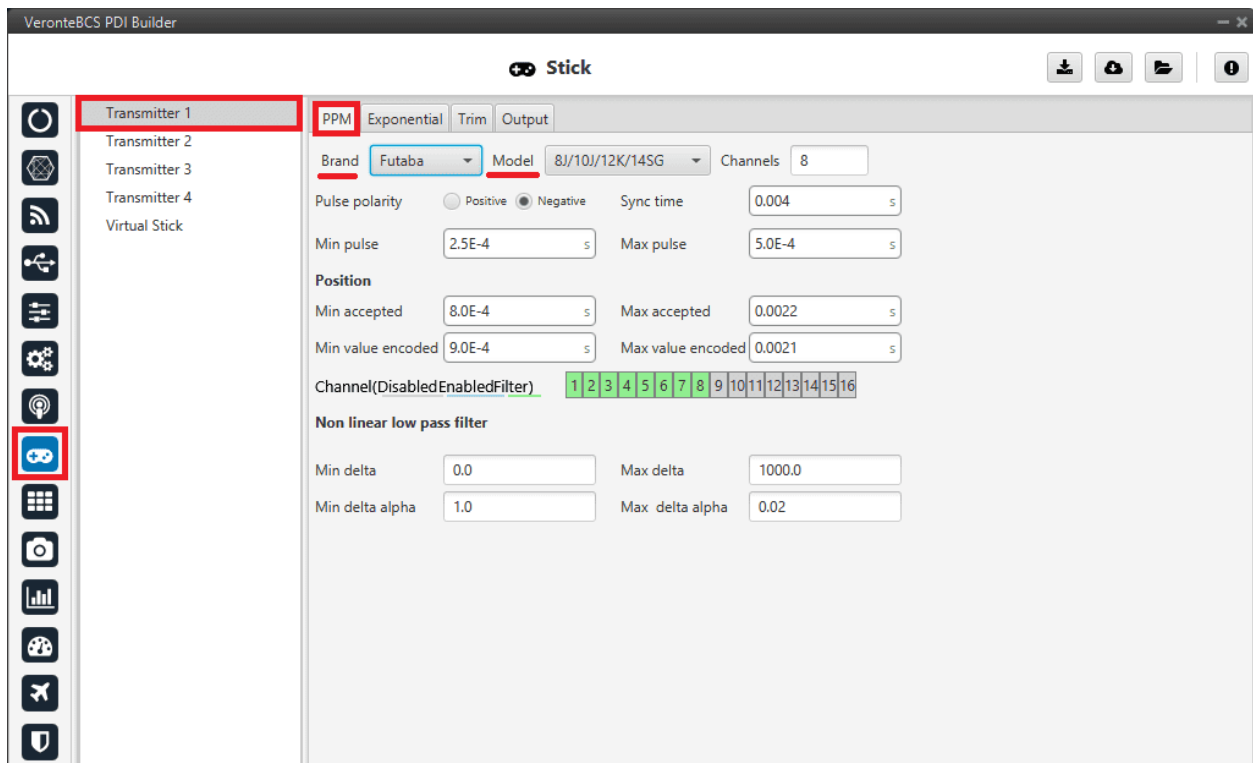 VeronteBCS PDI Builder
Stick
Transmitter 1
Transmitter 2
Transmitter 3
Transmitter 4
Virtual Stick
PPM Exponential Trim Output
Brand Futaba Model 8J/10J/12K/14SG Channels 8
Pulse polarity Positive Negative Sync time 0.004 s
Min pulse 2.5E-4 s Max pulse 5.0E-4 s
Position
Min accepted 8.0E-4 s Max accepted 0.0022 s
Min value encoded 9.0E-4 s Max value encoded 0.0021 s
Channel(DisabledEnabledFilter) 1 2 3 4 5 6 7 8 9 10 11 12 13 14 15 16
Non linear low pass filter
Min delta 0.0 Max delta 1000.0
Min delta alpha 1.0 Max delta alpha 0.02